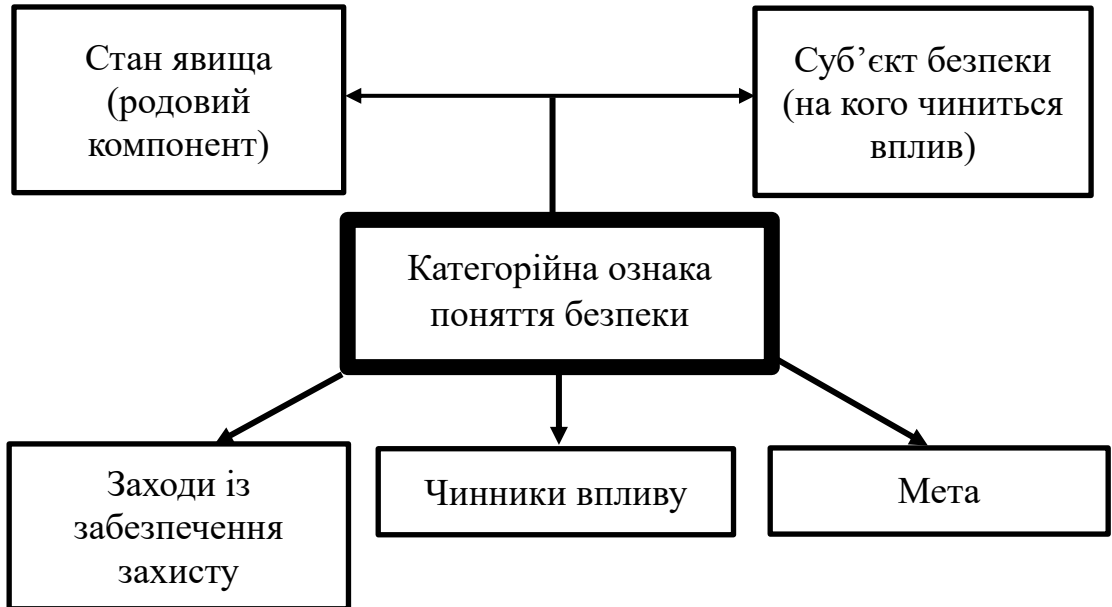 Стан явища
(родовий
компонент)
Суб’єкт безпеки
(на кого чиниться
вплив)
Категорійна ознака
поняття безпеки
Заходи із
забезпечення
захисту
Чинники впливу
Мета